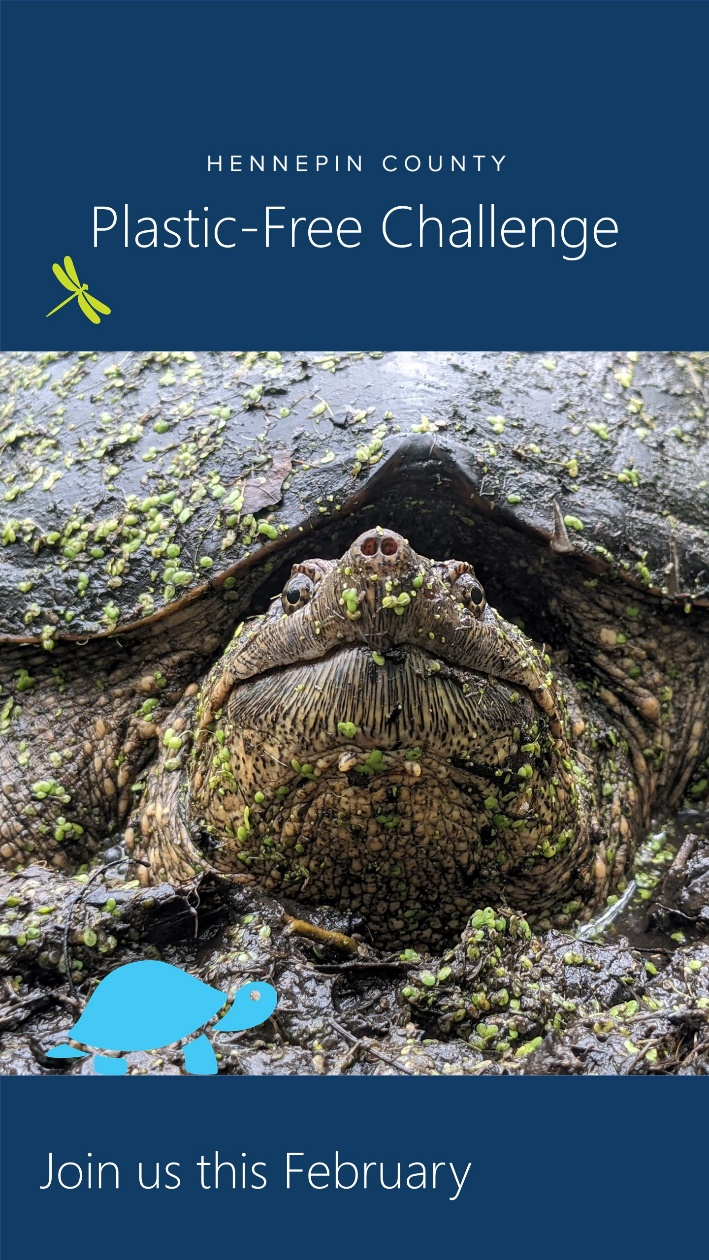 HENNEPIN COUNTY
Plastic-Free Challenge
Join us this February